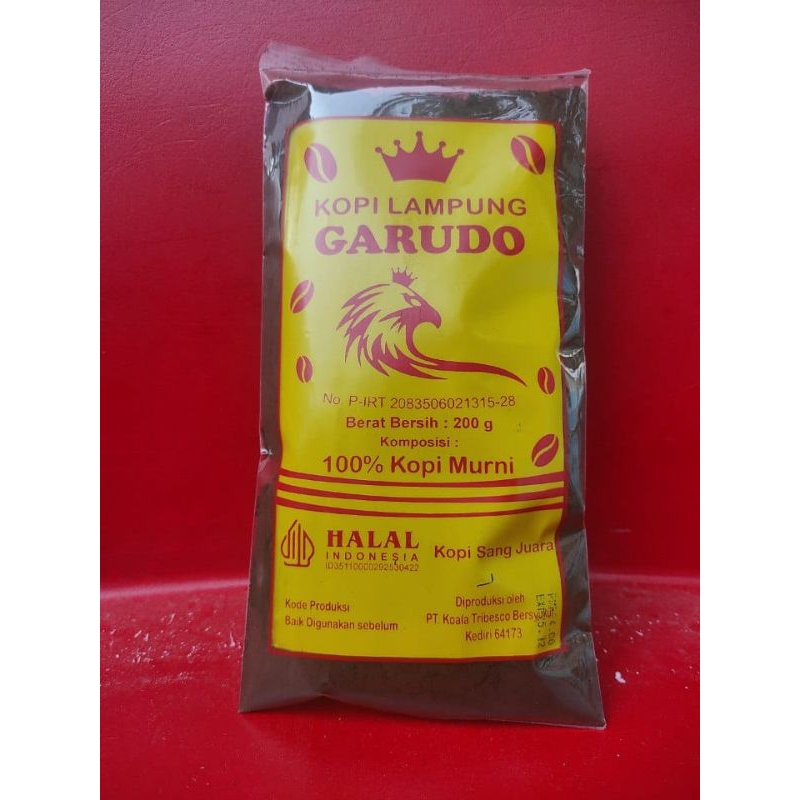 KOPI LAMPUNG
GARUDO
No. P-IRT 2083506021315-28
Berat Bersih : 200 g
Komposisi :
100% Kopi Murni
HALAL
INDONESIA
ID35110000292530422
Kopi Sang Juara
Kode Produksi
Baik Digunakan sebelum
Diproduksi oleh
PT Koala Tribesco
Kediri 64173